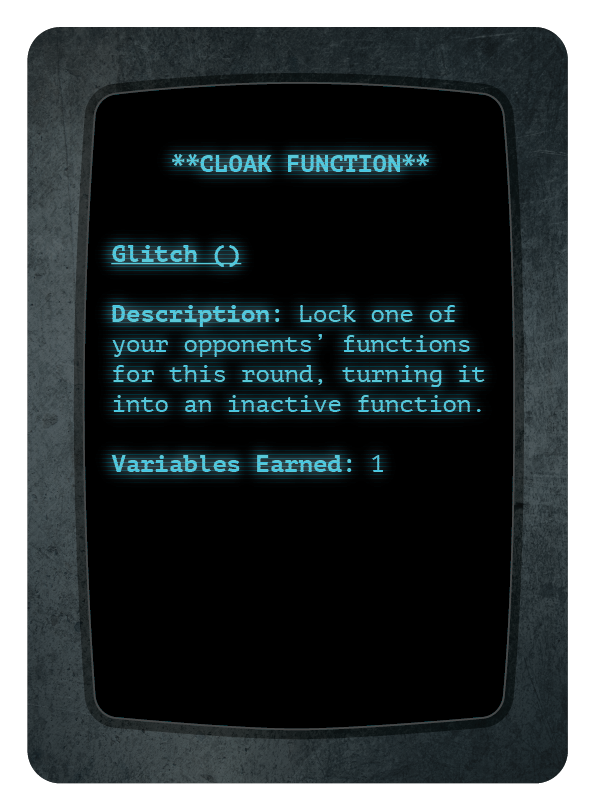 **CLOAK FUNCTION**
Glitch ()
Description: Lock one of
your opponents’ functions
for this round, turning it
into an inactive function.
Variables Earned: 1